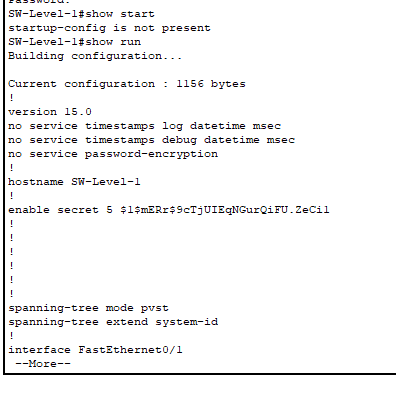 Password:
SW-Level-1#show start
startup-config is not present
SW-Level-1#show run
Building configuration...
Current configuration : 1156 bytes
!
version 15.0
no service timestamps log datetime msec
no service timestamps debug datetime msec
no service password-encryption
!
hostname SW-Level-1
!
enable secret 5 $1$mERr$9cTjUIEqNGurQiFU.ZeCi1
!
!
!
!
!
!
spanning-tree mode pvst
spanning-tree extend system-id
!
interface FastEthernet0/1
--More--